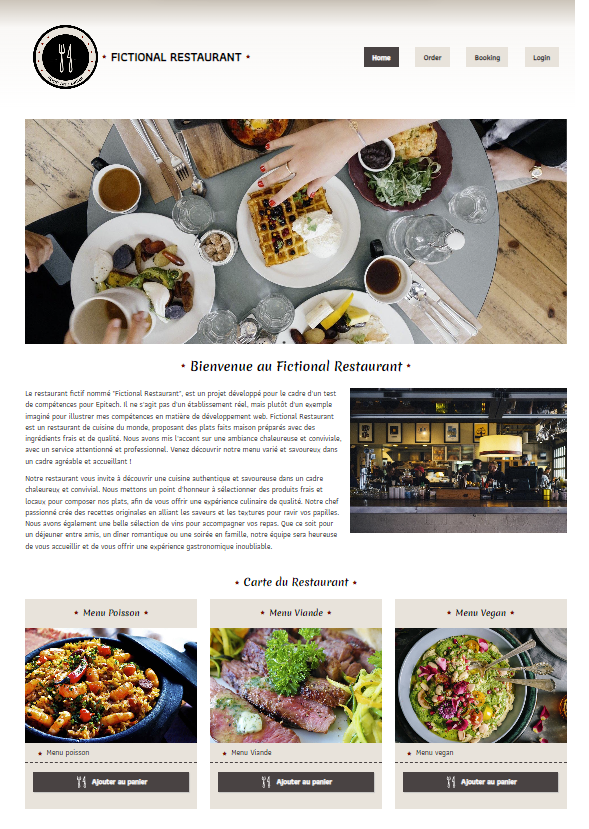 FICTIONAL RESTAURANT
Home
Order
Booking
Login
Bienvenue au Fictional Restaurant
Le restaurant fictif nommé "Fictional Restaurant", est un projet développé pour le cadre d'un test
de compétences pour Epitech. Il ne s'agit pas d'un établissement réel, mais plutôt d'un exemple
imaginé pour illustrer mes compétences en matière de développement web. Fictional Restaurant
est un restaurant de cuisine du monde, proposant des plats faits maison préparés avec des
ingrédients frais et de qualité. Nous avons mis l'accent sur une ambiance chaleureuse et conviviale,
avec un service attentionné et professionnel. Venez découvrir notre menu varié et savoureux dans
un cadre agréable et accueillant !
Notre restaurant vous invite à découvrir une cuisine authentique et savoureuse dans un cadre
chaleureux et convivial. Nous mettons un point d'honneur à sélectionner des produits frais et
locaux pour composer nos plats, afin de vous offrir une expérience culinaire de qualité. Notre chef
passionné crée des recettes originales en alliant les saveurs et les textures pour ravir vos papilles.
Nous avons également une belle sélection de vins pour accompagner vos repas. Que ce soit pour
un déjeuner entre amis, un dîner romantique ou une soirée en famille, notre équipe sera heureuse
de vous accueillir et de vous offrir une expérience gastronomique inoubliable.
Carte du Restaurant
Menu Poisson
Menu Viande
Menu Vegan
Menu poisson
Menu Viande
Menu vegan
Ajouter au panier
Ajouter au panier
Ajouter au panier